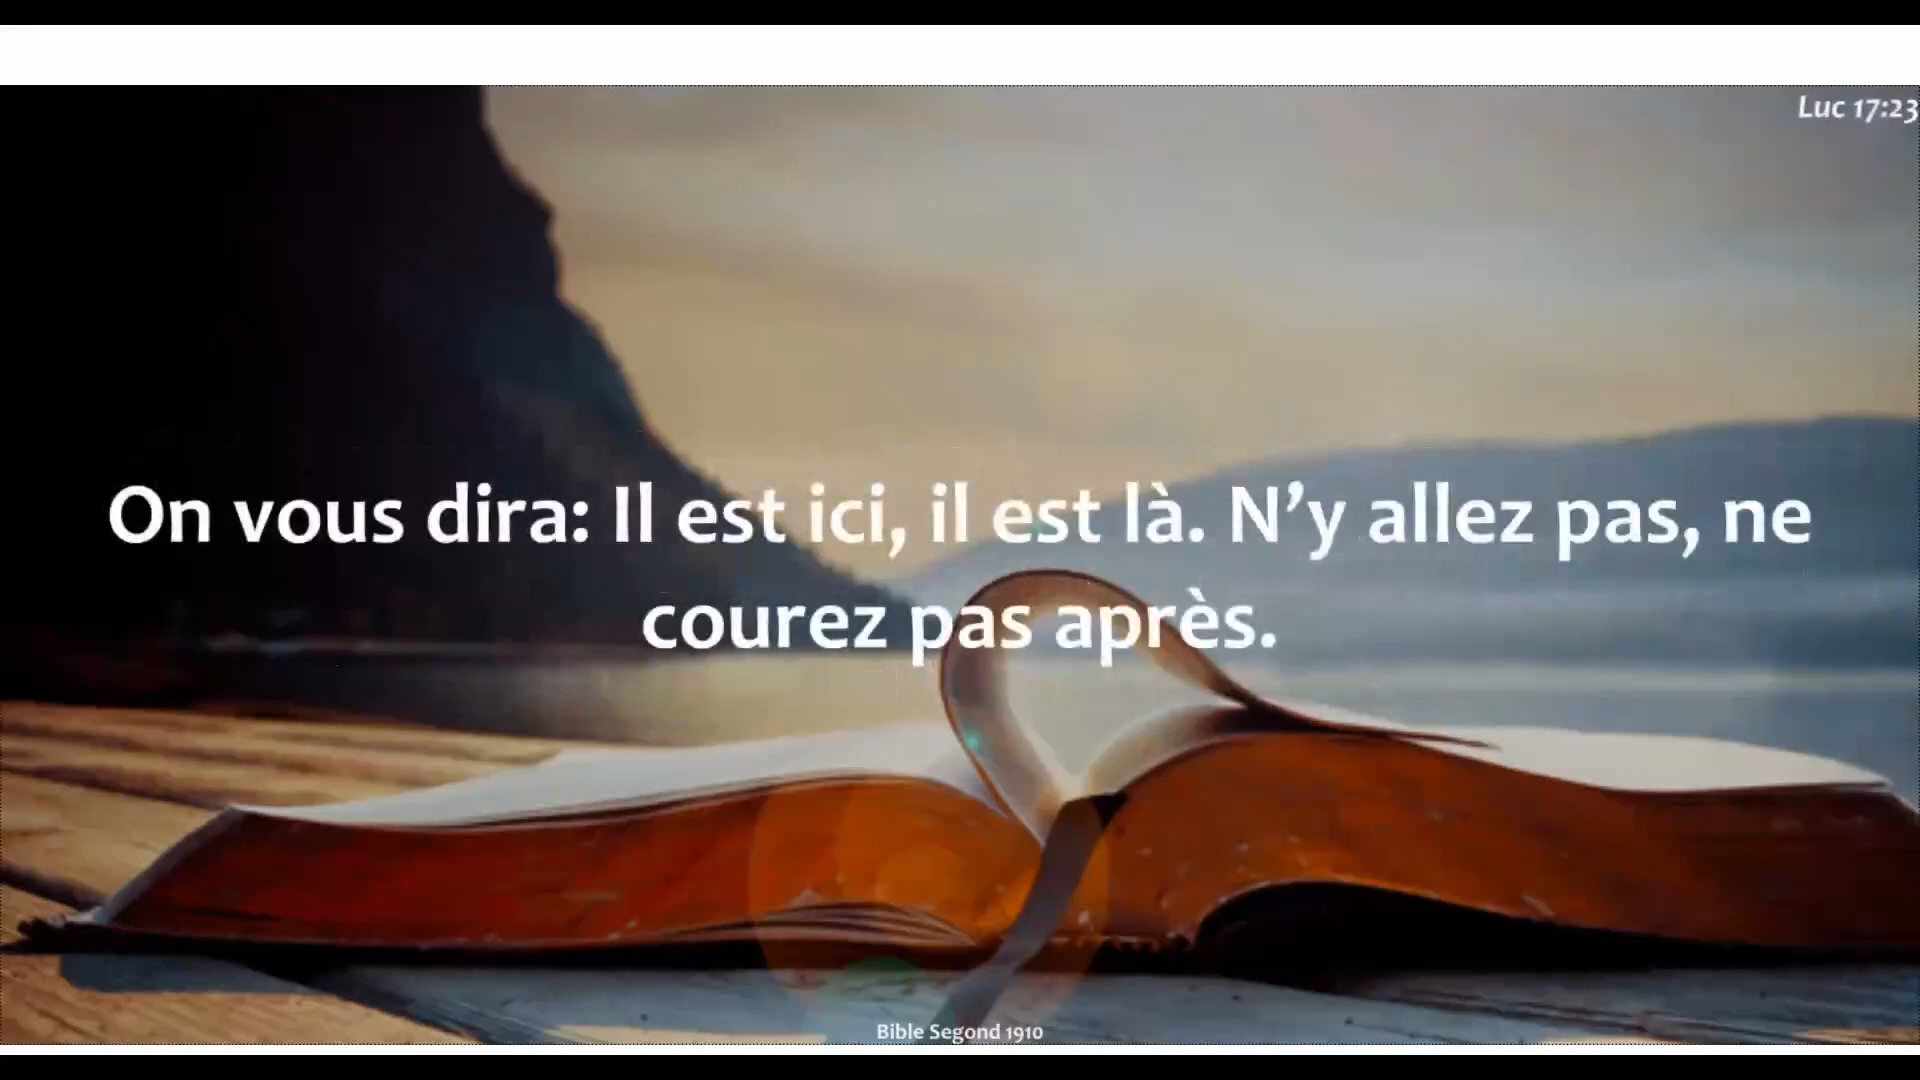 Luc 17:23
On vous dira: Il est ici, il est là. N’y allez pas, ne
courez pas après.
Bible Segond 1910